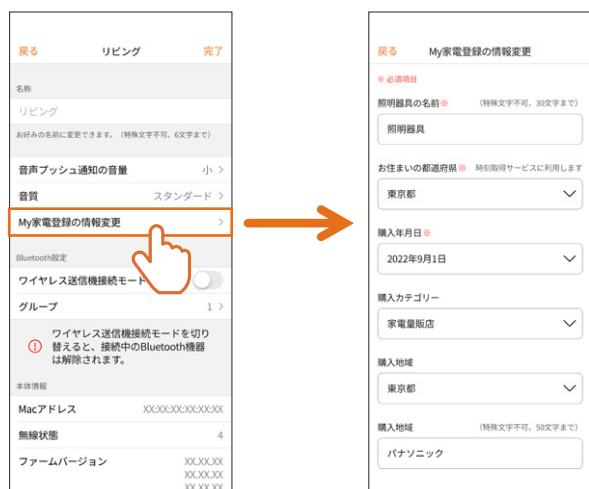 戻る リビング 完了
名称
リビング
お好みの名前に変更できます。（特殊文字不可、6文字まで）
音声プッシュ通知の音量 小 >
音質 スタンダード >
My家電登録の情報変更 >
Bluetooth設定
ワイヤレス送信機接続モード
グループ 1 >
ワイヤレス送信機接続モードを切り
替えると、接続中のBluetooth機器
は解除されます。
本体情報
Macアドレス XX:XX:XX:XX:XX:XX
無線状態 4
ファームバージョン XX.XX.XX
XX.XX.XX
XX.XX.XX
戻る My家電登録の情報変更
※ 必須項目
照明器具の名前※ （特殊文字不可、30文字まで）
照明器具
お住まいの都道府県※ 時刻取得サービスに利用します
東京都
購入年月日※
2022年9月1日
購入カテゴリー
家電量販店
購入地域
東京都
購入地域 （特殊文字不可、50文字まで）
パナソニック